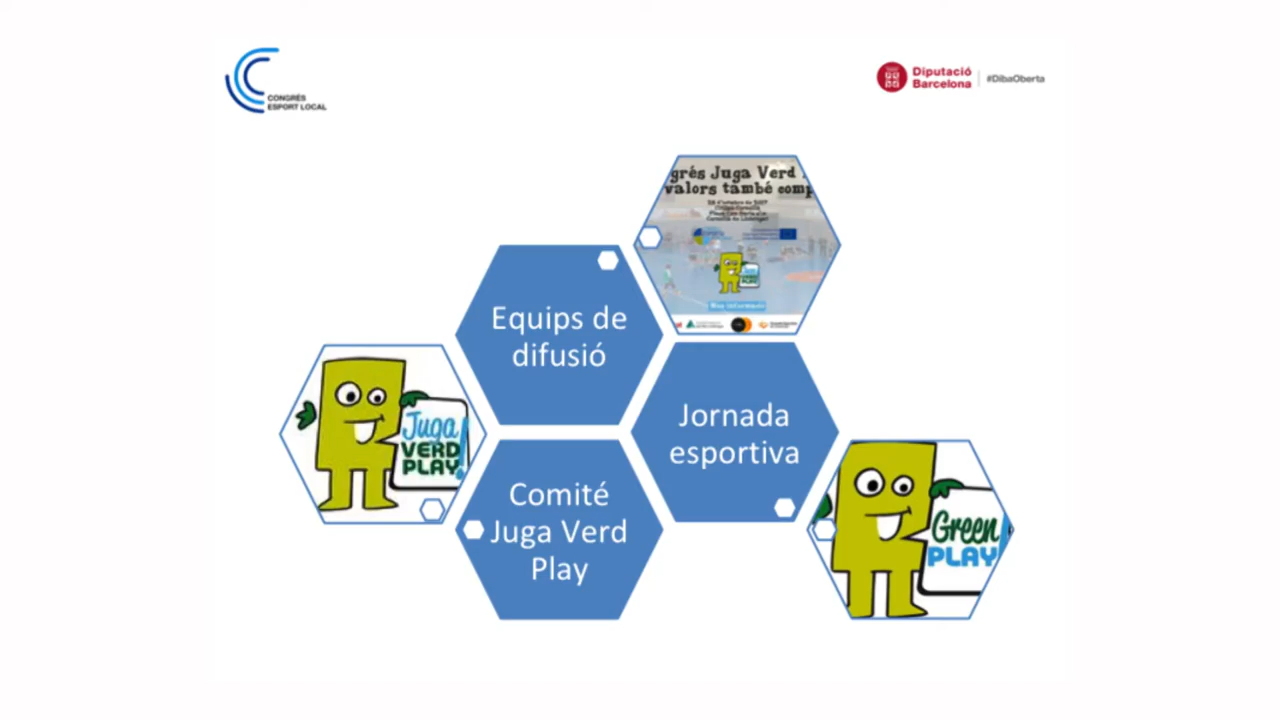 CONGRÉS
ESPORT LOCAL
Diputació
Barcelona
#DibaOberta
grés Juga Verd
valors també comp
Equips de
difusió
Jornada
esportiva
Juga
VERD
PLAY!
Comité
Juga Verd
Play
Green
PLAY!